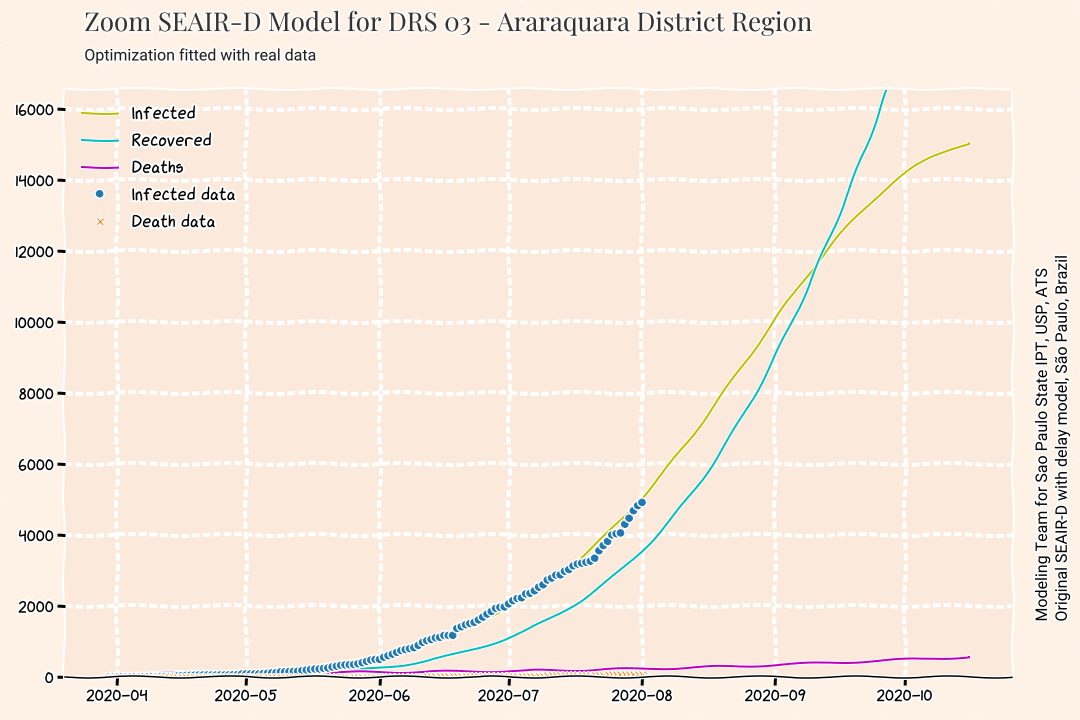 Zoom SEAIR-D Model for DRS 03 - Araraquara District Region
Optimization fitted with real data
16000
14000
12000
10000
8000
6000
4000
2000
0
Infected
Recovered
Deaths
Infected data
Death data
2020-04
2020-05
2020-06
2020-07
2020-08
2020-09
2020-10
Modeling Team for Sao Paulo State IPT, USP, ATS
Original SEAIR-D with delay model, São Paulo, Brazil